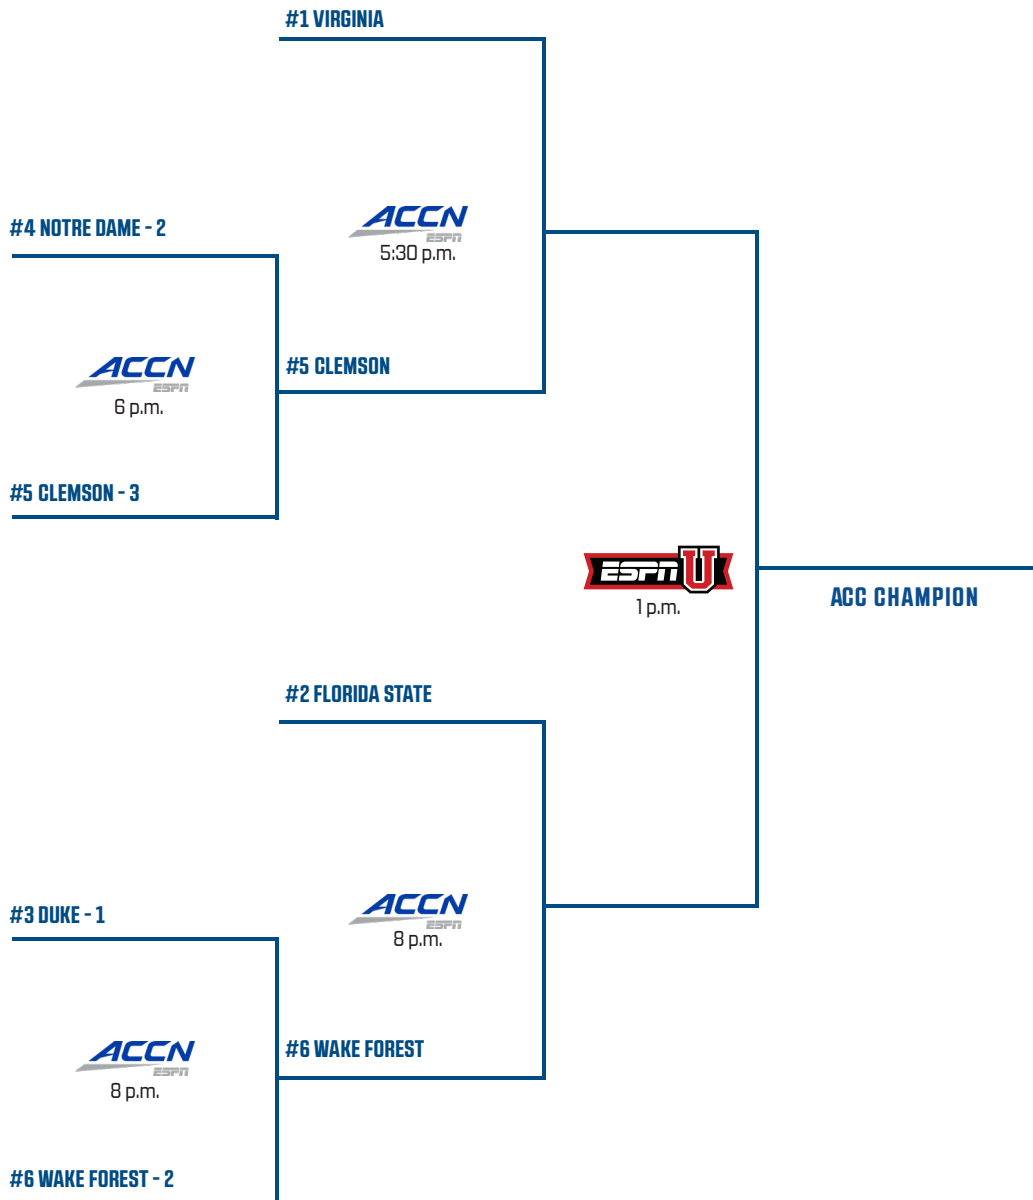 #1 VIRGINIA
#4 NOTRE DAME - 2
ACCN
ESPN
5:30 p.m.
ACCN
ESPN
6 p.m.
#5 CLEMSON
#5 CLEMSON - 3
ESPN U
1 p.m.
ACC CHAMPION
#2 FLORIDA STATE
#3 DUKE - 1
ACCN
ESPN
8 p.m.
ACCN
ESPN
8 p.m.
#6 WAKE FOREST
#6 WAKE FOREST - 2